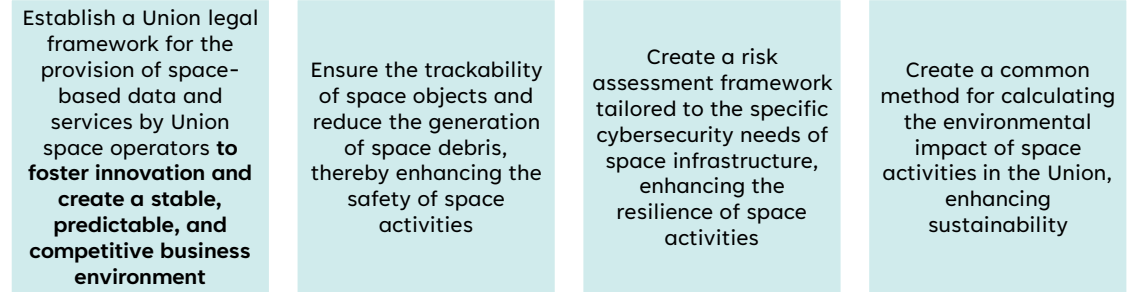 Establish a Union legal
framework for the
provision of space-
based data and
services by Union
space operators to
foster innovation and
create a stable,
predictable, and
competitive business
environment
Ensure the trackability
of space objects and
reduce the generation
of space debris,
thereby enhancing the
safety of space
activities
Create a risk
assessment framework
tailored to the specific
cybersecurity needs of
space infrastructure,
enhancing the
resilience of space
activities
Create a common
method for calculating
the environmental
impact of space
activities in the Union,
enhancing
sustainability